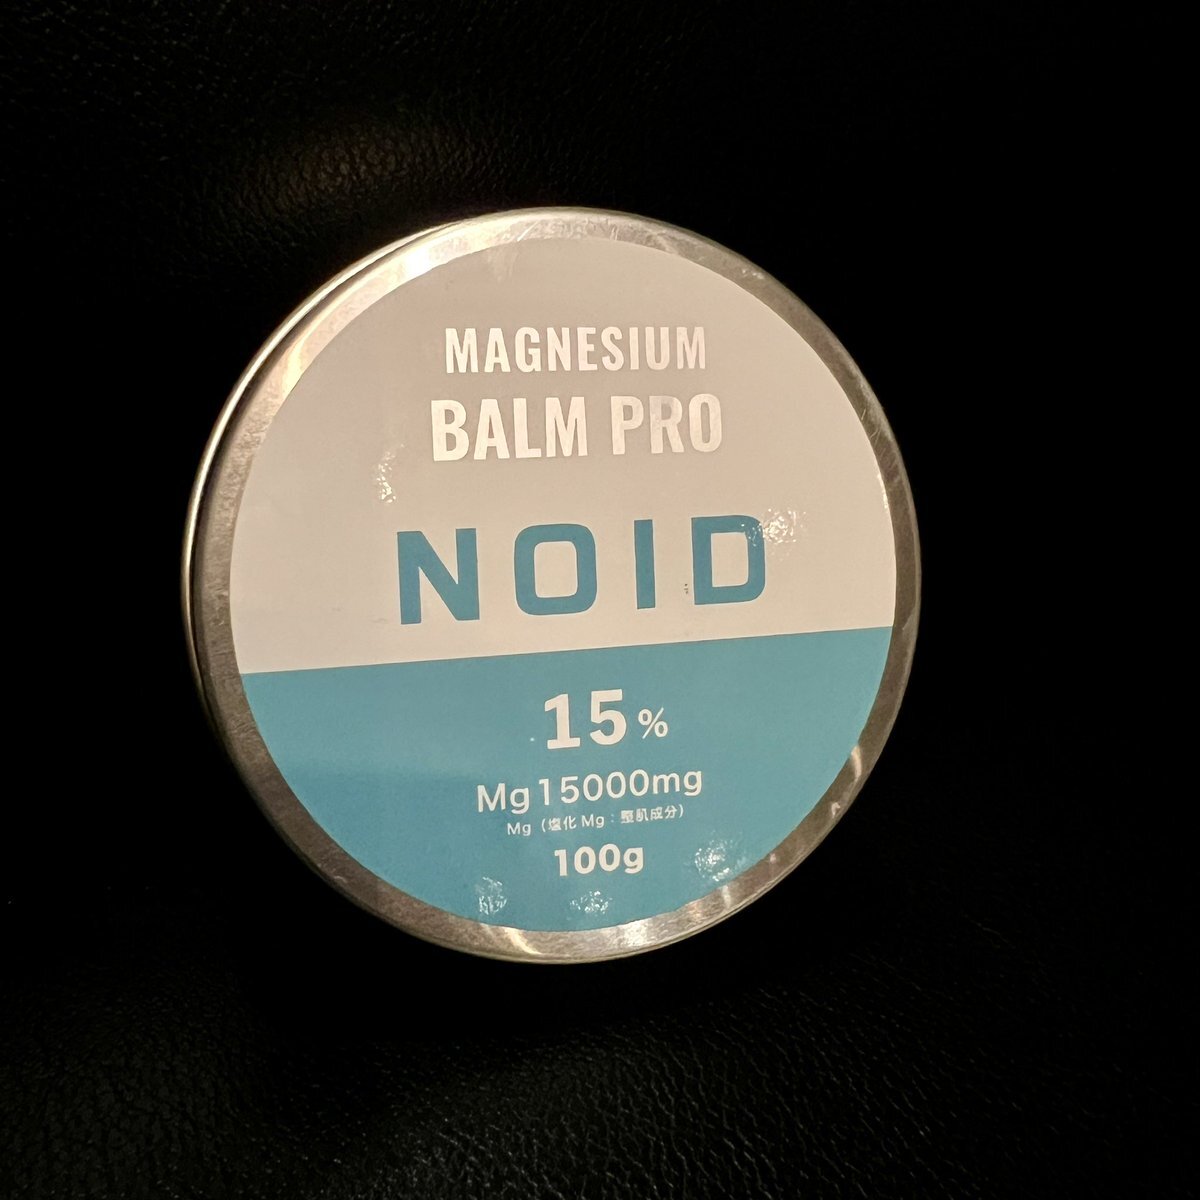 MAGNESIUM
BALM PRO
NOID
15%
Mg15000mg
Mg（塩化Mg：整肌成分）
100g